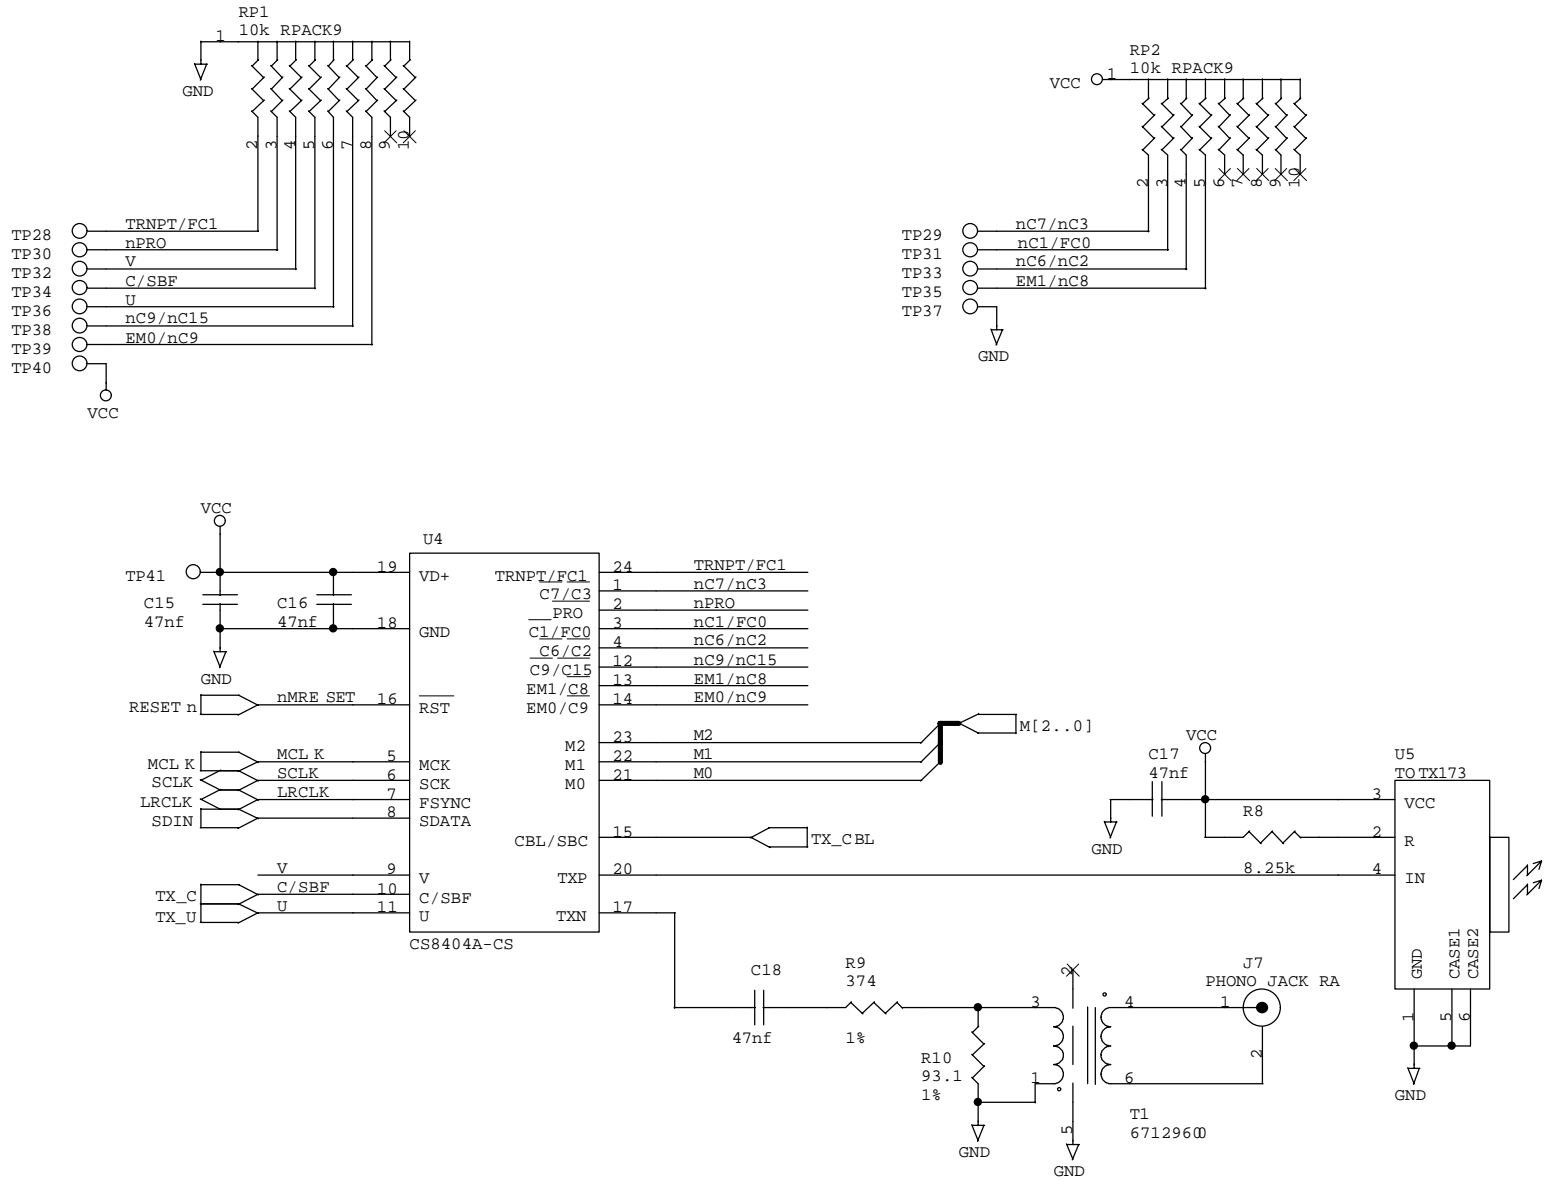 RP1
10k RPACK9
1
GND
2 3 4 5 6 7 8 9 10
TP28 TRNPT/FC1
TP30 nPRO
TP32 V
TP34 C/SBF
TP36 U
TP38 nC9/nC15
TP39 EM0/nC9
TP40
VCC
RP2
10k RPACK9
VCC 1
2 3 4 5 6 7 8 9 10
TP29 nC7/nC3
TP31 nC1/FC0
TP33 nC6/nC2
TP35 EM1/nC8
TP37
GND
VCC
U4
TP41
19 VD+
C15
47nf
C16
47nf
18 GND
GND
RESET n nMRE SET 16 RST
MCL K MCL K 5 MCK
SCLK SCLK 6 SCK
LRCLK LRCLK 7 FSYNC
SDIN 8 SDATA
V 9 V
TX_C C/SBF 10 C/SBF
TX_U U 11 U
CS8404A-CS
TRNPT/FC1 24 TRNPT/FC1
C7/C3 1 nC7/nC3
PRO 2 nPRO
C1/FC0 3 nC1/FC0
C6/C2 4 nC6/nC2
C9/C15 12 nC9/nC15
EM1/C8 13 EM1/nC8
EM0/C9 14 EM0/nC9
M2 23 M2
M1 22 M1
M0 21 M0
M[2..0]
CBL/SBC 15 TX_CBL
TXP 20
TXN 17
VCC
C17
47nf
GND
R8
8.25k
U5
TOTX173
3 VCC
2 R
4 IN
GND CASE1 CASE2
1 5 6
GND
C18
47nf
R9
374
1%
R10
93.1
1%
GND
3 2 4
1 6
5
GND
T1
67129600
J7
PHONO JACK RA
1
2